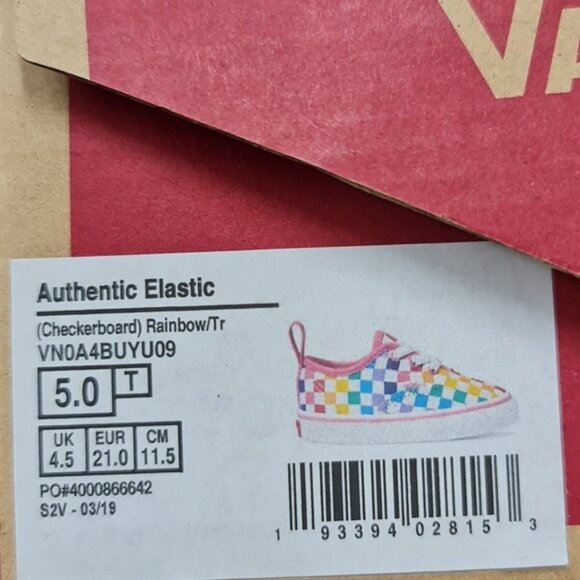 VA
Authentic Elastic
(Checkerboard) Rainbow/Tr
VN0A4BUYU09
5.0 T
UK EUR CM
4.5 21.0 11.5
PO#4000866642
S2V - 03/19
1 93394 02815 3